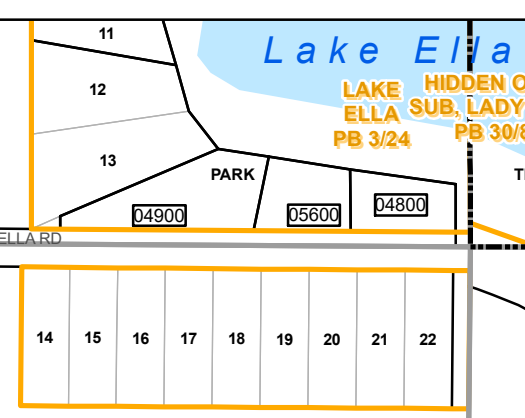 11
Lake Ella
12
LAKE
ELLA
PB 3/24
HIDDEN O
SUB, LADY
PB 30/8
13
PARK
04900
05600
04800
ELLA RD
14 15 16 17 18 19 20 21 22